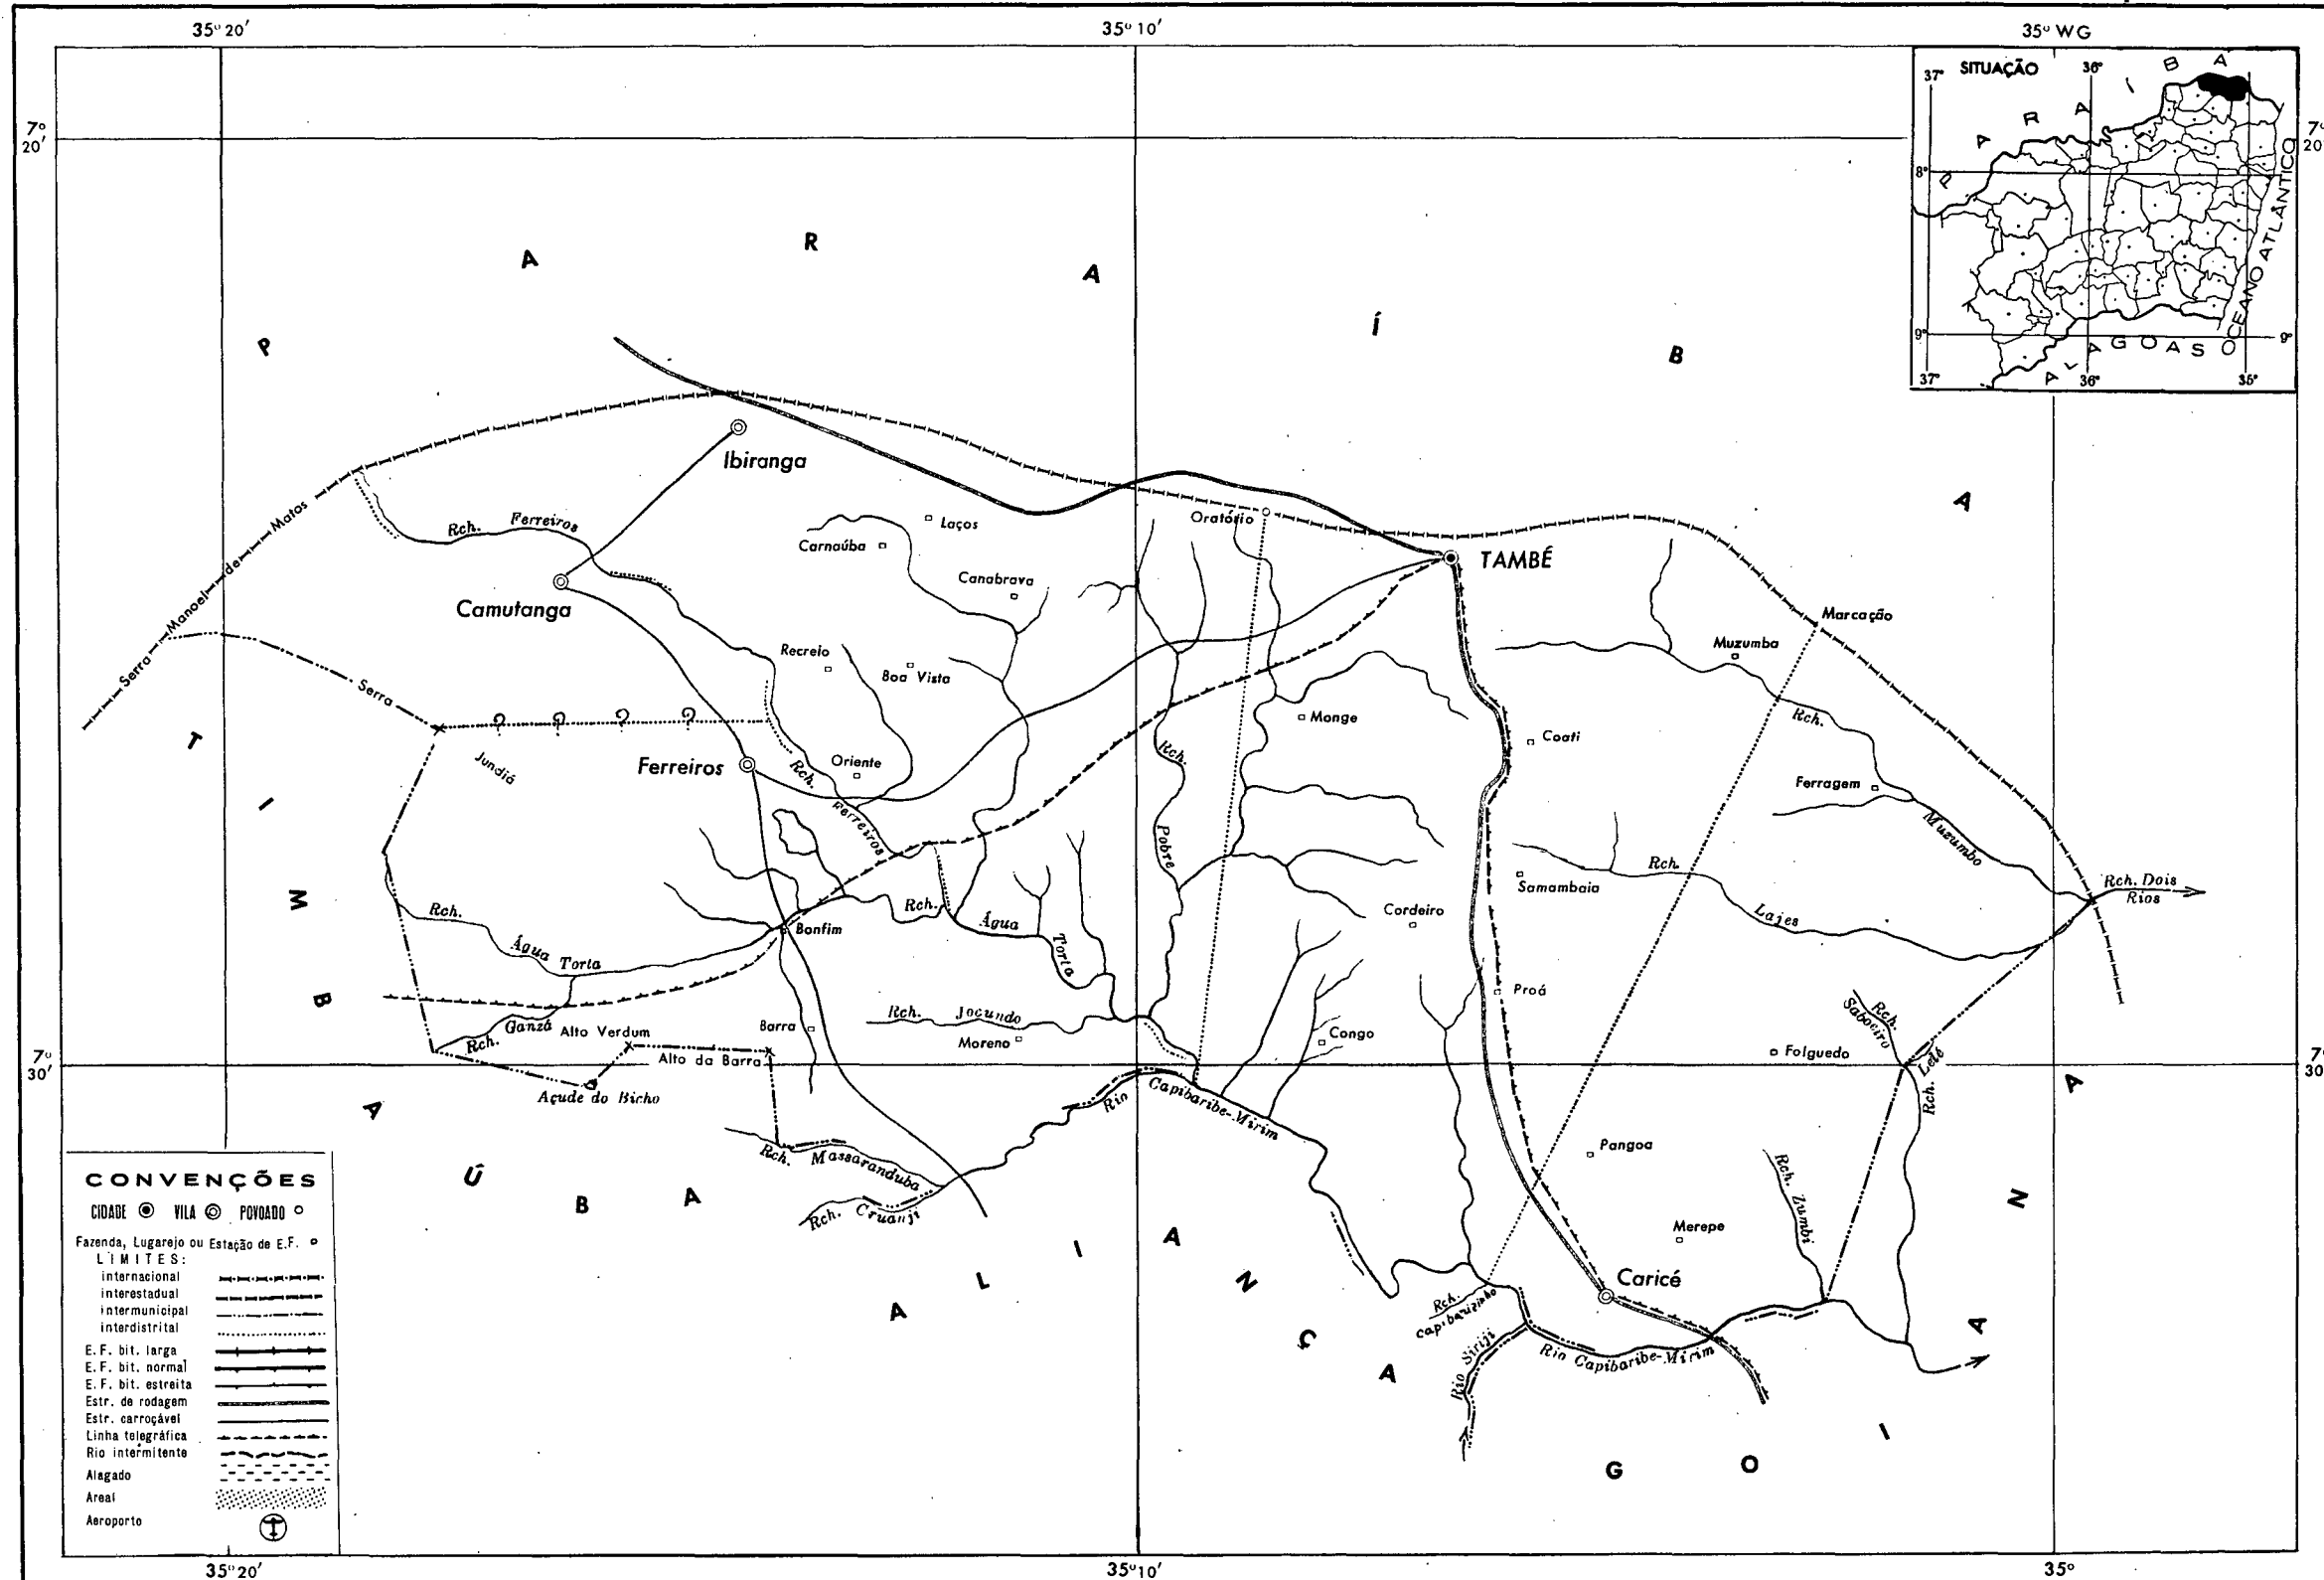 35° 20′
35° 10′
35° WG
7° 20′
7° 20′
SITUAÇÃO
37°
36°
PARAIBA
8°
9°
9°
OCEANO ATLÂNTICO
ALAGOAS
37°
36°
35°
PARAÍBA
Ibiranga
Rch. Ferreiros
Laços
Carnaúba
Oratório
TAMBÉ
Canabrava
Camutanga
Serra Manoel de Matos
Marcação
Muzumba
Recreio
Boa Vista
Serra
Jundiá
Monge
Rch.
Coati
Rch.
Ferreiros
Oriente
Rch.
Ferreiros
Ferragem
Muzumbo
Pobre
Rch.
Samambaia
Rch. Dois
Rios
Lajes
Cordeiro
Rch.
Água
Torta
Bonfim
Rch.
Água
Torta
TIMBAÚBA
Proá
Rch.
Ganzá
Alto Verdum
Alto da Barra
Barra
Rch. Jocundo
Moreno
Congo
Rch.
Saboeiro
Folguedo
Lelé
Rch.
7° 30′
7° 30′
Açude do Bicho
Rio Capibaribe-Mirim
Rch. Massaranduba
Rch. Cruanji
Pangoa
Rch. Zumbi
Merepe
Caricé
Rch.
Capibarizinho
Rio Siriji
Rio Capibaribe-Mirim
ALIANÇA
GOIANA
CONVENÇÕES
CIDADE VILA POVOADO
Fazenda, Lugarejo ou Estação de E.F.
LIMITES:
internacional
interestadual
intermunicipal
interdistrital
E.F. bit. larga
E.F. bit. normal
E.F. bit. estreita
Estr. de rodagem
Estr. carroçável
Linha telegráfica
Rio intermitente
Alagado
Areal
Aeroporto
35° 20′
35° 10′
35°